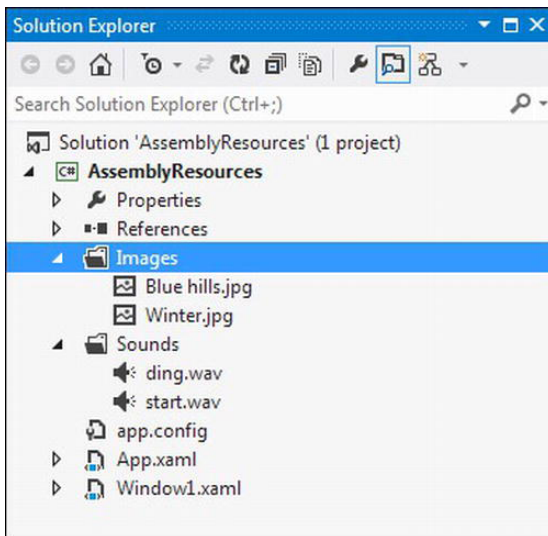 Solution Explorer
Search Solution Explorer (Ctrl+;)
Solution 'AssemblyResources' (1 project)
C# AssemblyResources
Properties
References
Images
Blue hills.jpg
Winter.jpg
Sounds
ding.wav
start.wav
app.config
App.xaml
Window1.xaml